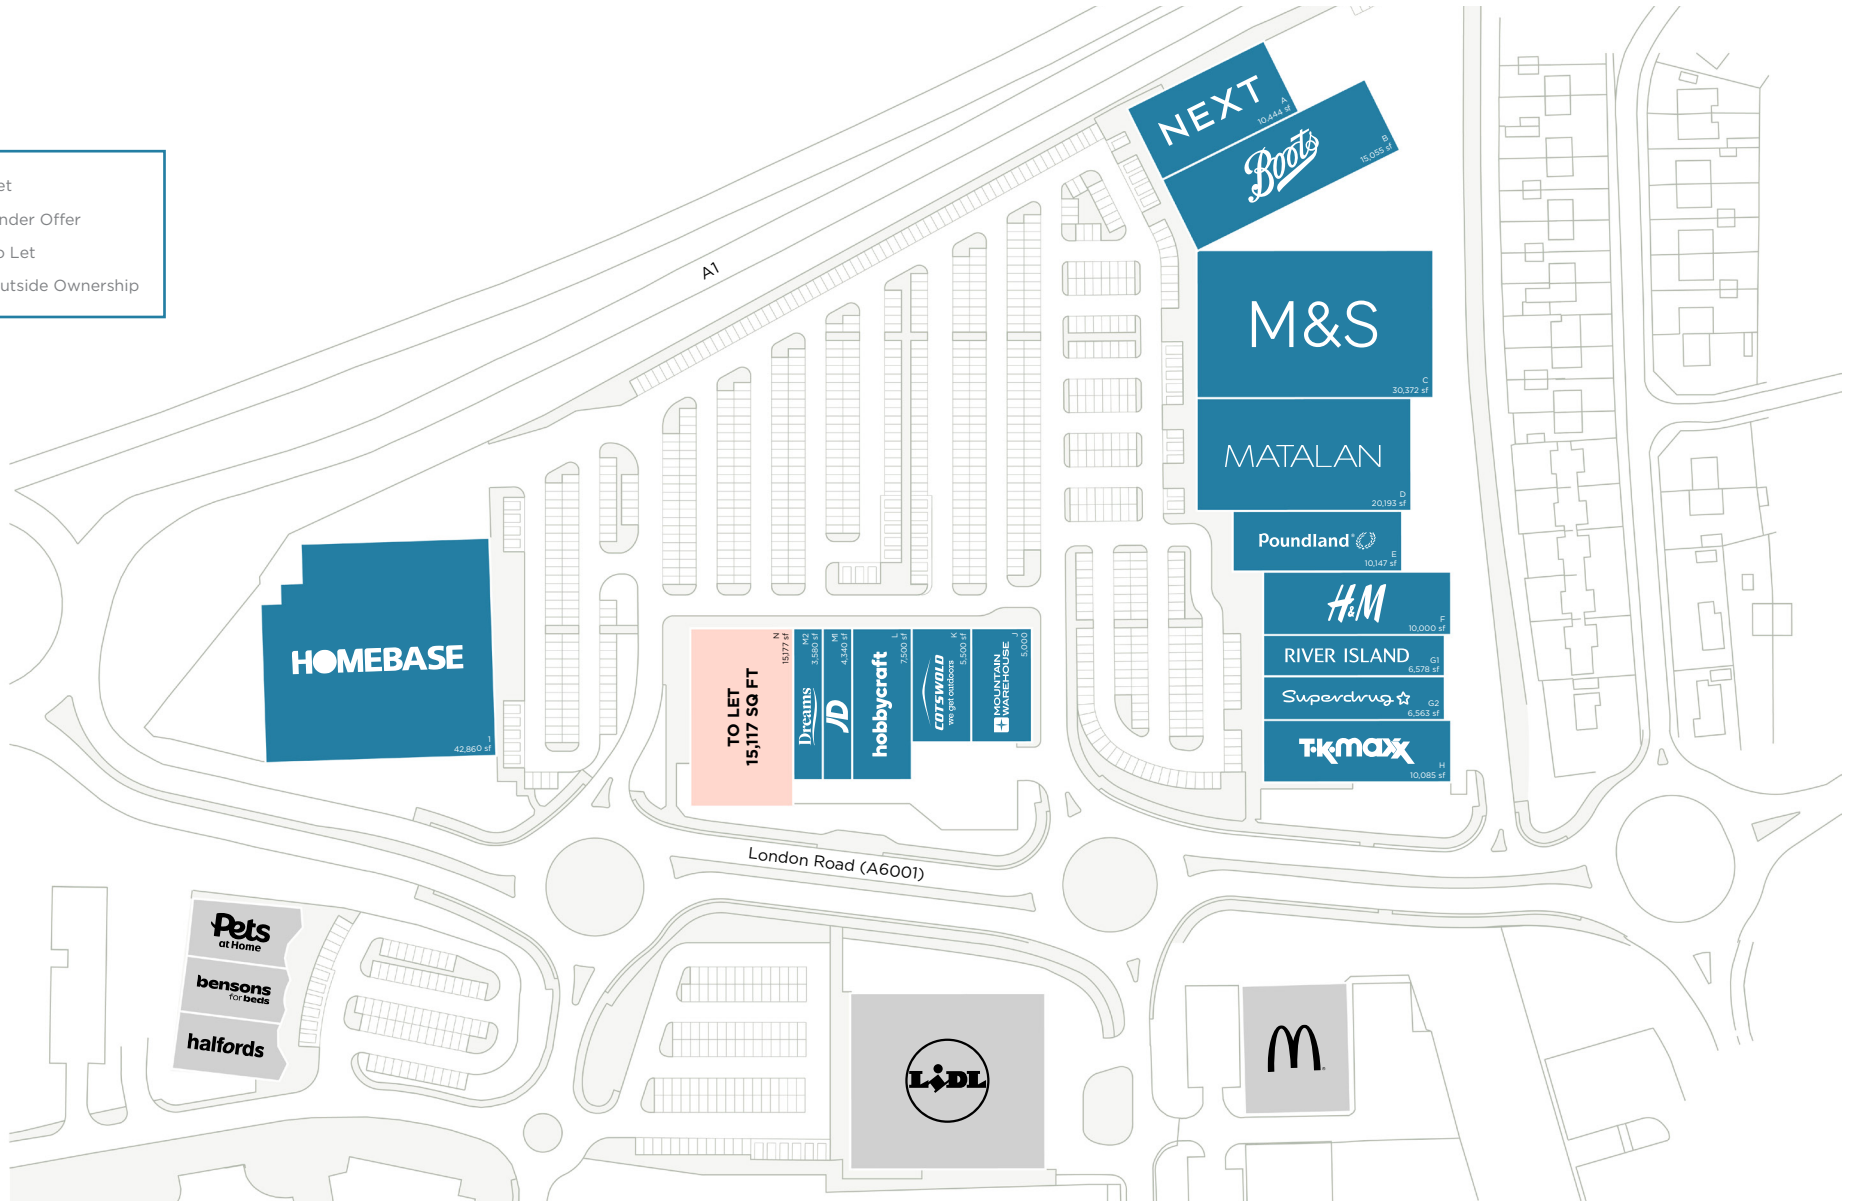 et
nder Offer
o Let
utside Ownership
A1
NEXT
A
10,444 sf
Boots
B
15,055 sf
M&S
C
30,372 sf
MATALAN
D
20,193 sf
Poundland
E
10,147 sf
H&M
F
10,000 sf
RIVER ISLAND
G1
6,578 sf
Superdrug
G2
6,563 sf
TK maxx
H
10,085 sf
HOMEBASE
1
42,860 sf
N
15,177 sf
TO LET
15,117 SQ FT
M2
3,580 sf
Dreams
M1
4,340 sf
JD
L
7,500 sf
hobbycraft
K
5,500 sf
COTSWOLD
we get outdoors
J
5,000
MOUNTAIN
WAREHOUSE
London Road (A6001)
Pets
at Home
bensons
for beds
halfords
LIDL
M